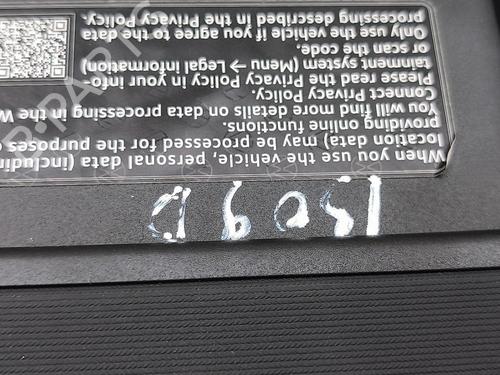 When you use the vehicle, personal data (including
location data) may be processed for the purposes of
providing online functions.
You will find more details on data processing in the W
Connect Privacy Policy.
Please read the Privacy Policy in your info-
tainment system (Menu → Legal information)
or scan the code.
Only use the vehicle if you agree to the data
processing described in the Privacy Policy.